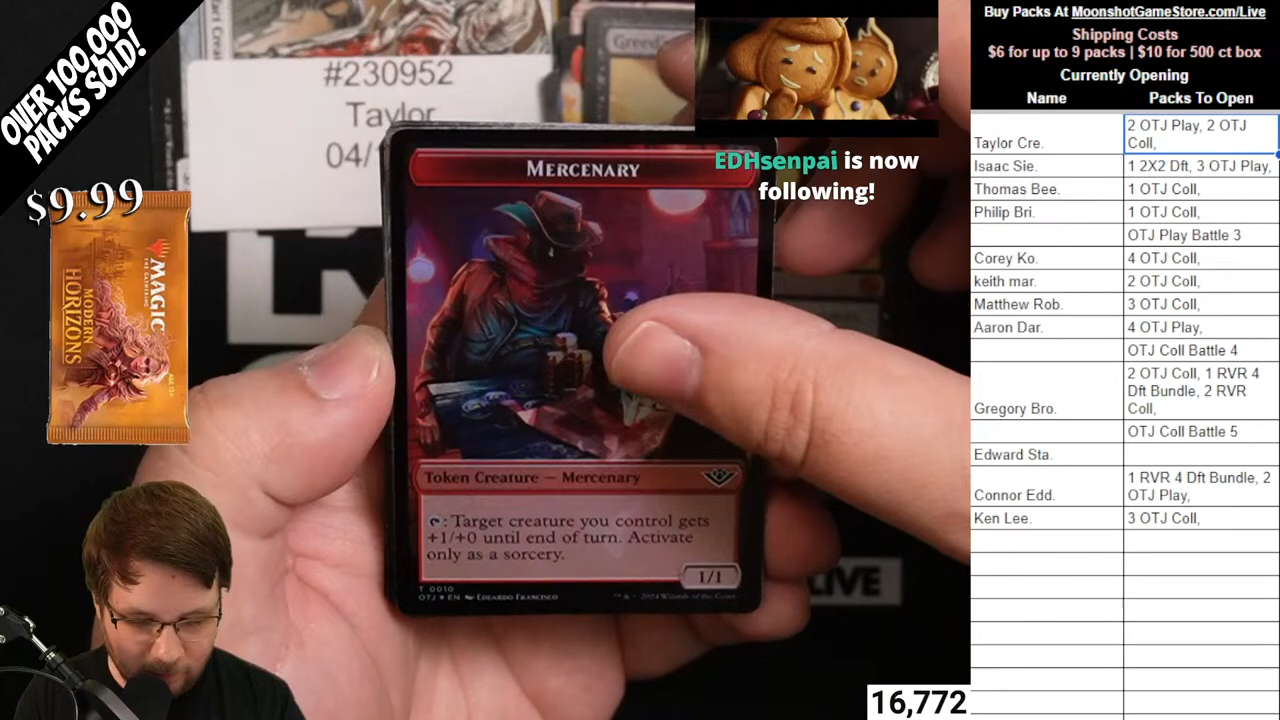 OVER 100,000
PACKS SOLD!
$9.99
MAGIC
THE GATHERING
MODERN
HORIZONS
#230952
Taylor
04/
Greed
MERCENARY
Token Creature — Mercenary
: Target creature you control gets
+1/+0 until end of turn. Activate
only as a sorcery.
1/1
T 0010
OTJ EN EDUARDO FRANCISCO
EDHsenpai is now
following!
LIVE
16,772
Buy Packs At MoonshotGameStore.com/Live
Shipping Costs
$6 for up to 9 packs | $10 for 500 ct box
Currently Opening
Name Packs To Open
Taylor Cre. 2 OTJ Play, 2 OTJ
Coll,
Isaac Sie. 1 2X2 Dft, 3 OTJ Play,
Thomas Bee. 1 OTJ Coll,
Philip Bri. 1 OTJ Coll,
OTJ Play Battle 3
Corey Ko. 4 OTJ Coll,
keith mar. 2 OTJ Coll,
Matthew Rob. 3 OTJ Coll,
Aaron Dar. 4 OTJ Play,
OTJ Coll Battle 4
Gregory Bro. 2 OTJ Coll, 1 RVR 4
Dft Bundle, 2 RVR
Coll,
OTJ Coll Battle 5
Edward Sta.
Connor Edd. 1 RVR 4 Dft Bundle, 2
OTJ Play,
Ken Lee. 3 OTJ Coll,